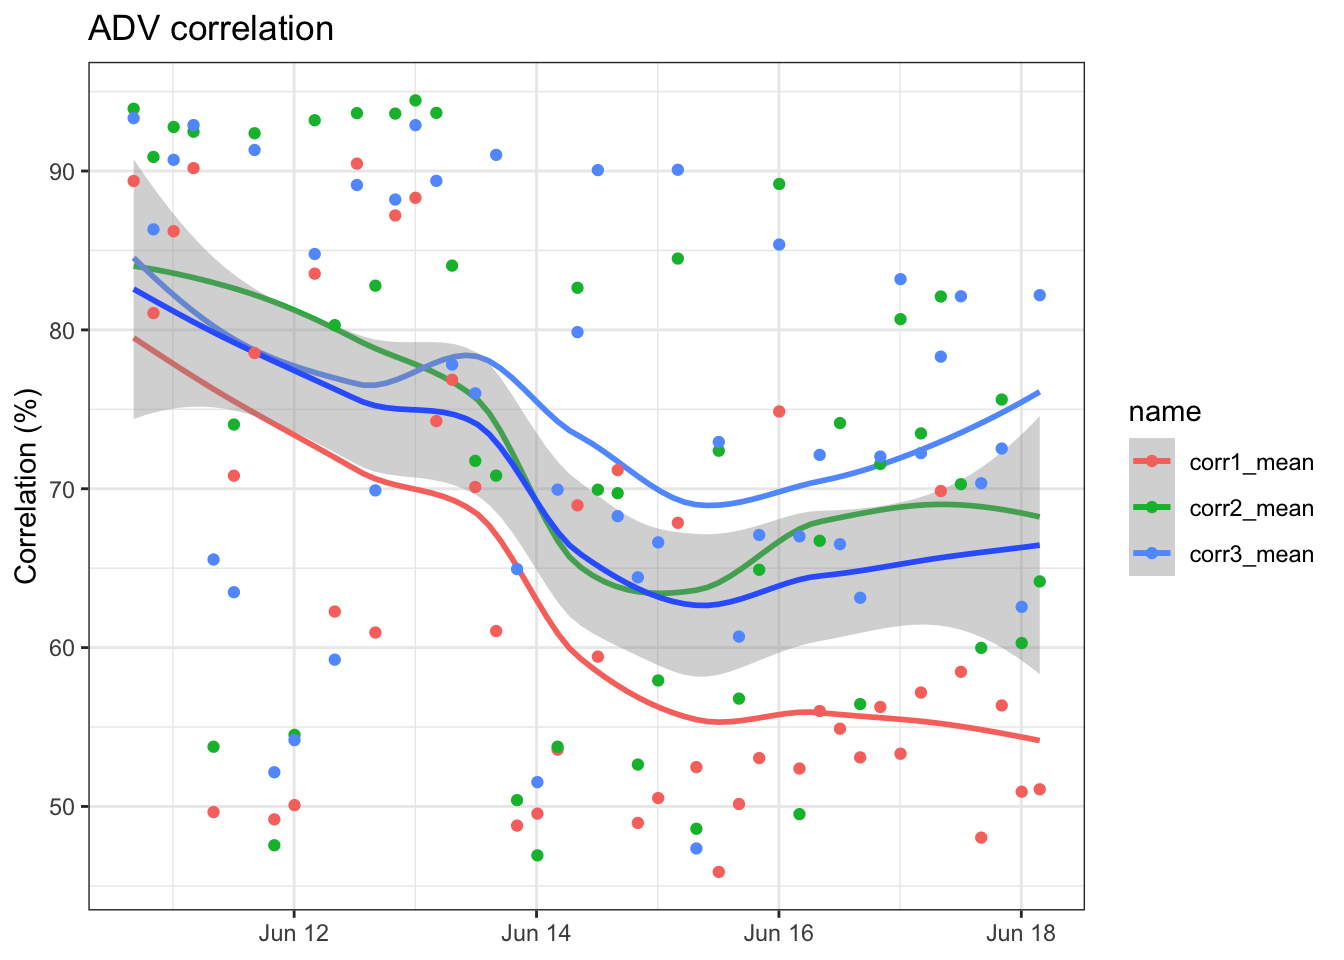 ADV correlation
Correlation (%)
90
80
70
60
50
Jun 12
Jun 14
Jun 16
Jun 18
name
corr1_mean
corr2_mean
corr3_mean